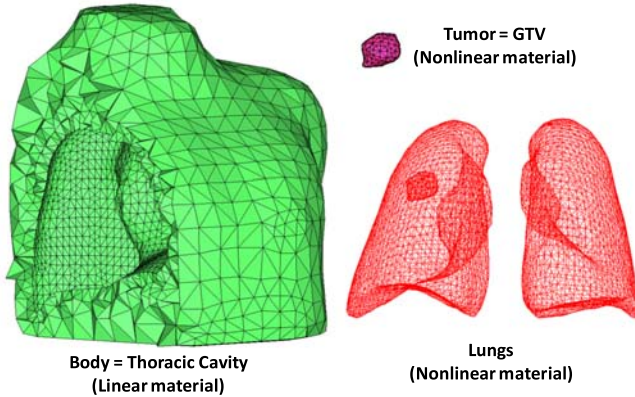 Tumor = GTV
(Nonlinear material)
Body = Thoracic Cavity
(Linear material)
Lungs
(Nonlinear material)